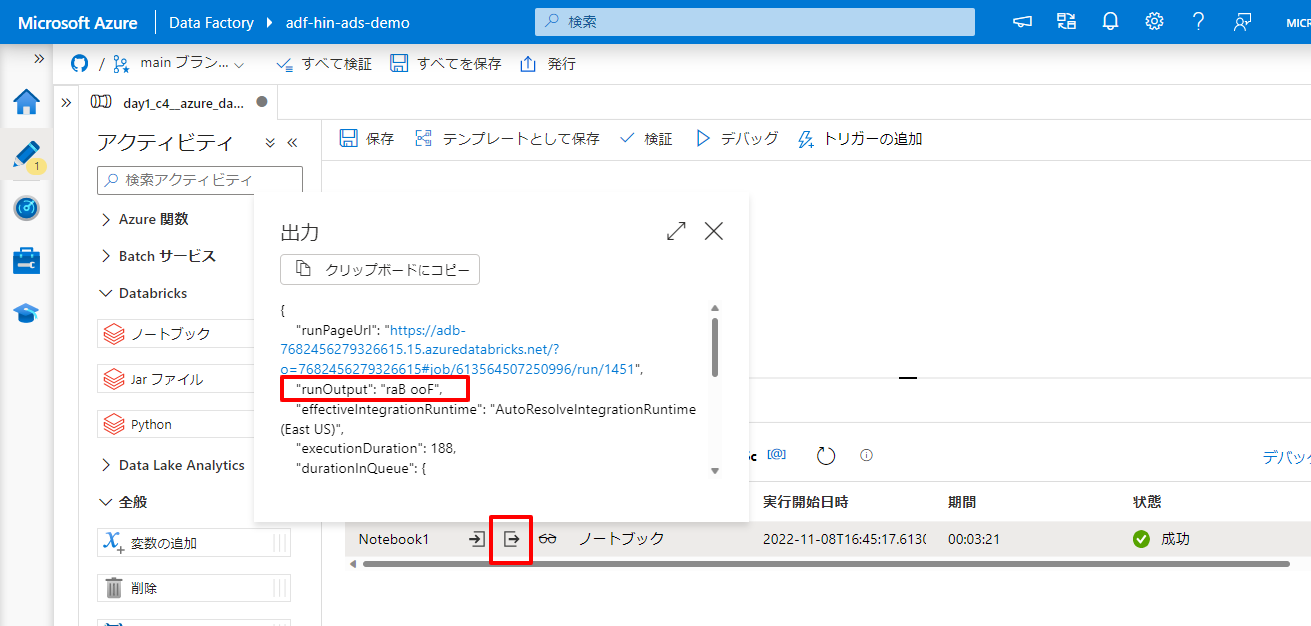 Microsoft Azure
Data Factory
adf-hin-ads-demo
検索
/
main ブラン...
すべて検証
すべてを保存
発行
day1_c4__azure_da...
1
アクティビティ
検索アクティビティ
Azure 関数
Batch サービス
Databricks
ノートブック
Jar ファイル
Python
Data Lake Analytics
全般
変数の追加
削除
保存
テンプレートとして保存
検証
デバッグ
トリガーの追加
出力
クリップボードにコピー
{
"runPageUrl": "https://adb-
7682456279326615.15.azuredatabricks.net/?
o=7682456279326615#job/613564507250996/run/1451",
"runOutput": "raB ooF",
"effectiveIntegrationRuntime": "AutoResolveIntegrationRuntime
(East US)",
"executionDuration": 188,
"durationInQueue": {
実行開始日時
期間
状態
Notebook1
ノートブック
2022-11-08T16:45:17.613
00:03:21
成功